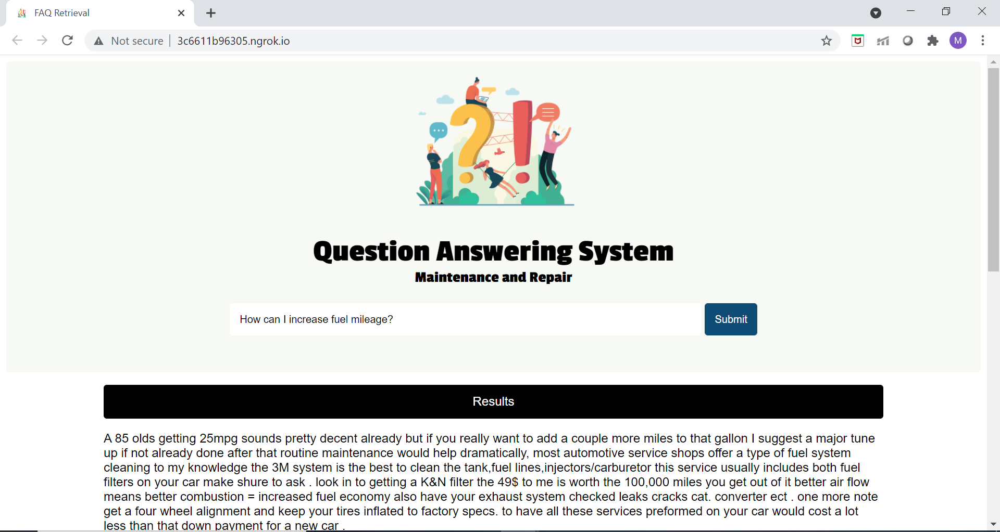 FAQ Retrieval
Not secure
3c6611b96305.ngrok.io
M
Question Answering System
Maintenance and Repair
How can I increase fuel mileage?
Submit
Results
A 85 olds getting 25mpg sounds pretty decent already but if you really want to add a couple more miles to that gallon I suggest a major tune
up if not already done after that routine maintenance would help dramatically, most automotive service shops offer a type of fuel system
cleaning to my knowledge the 3M system is the best to clean the tank,fuel lines,injectors/carburetor this service usually includes both fuel
filters on your car make shure to ask . look in to getting a K&N filter the 49$ to me is worth the 100,000 miles you get out of it better air flow
means better combustion = increased fuel economy also have your exhaust system checked leaks cracks cat. converter ect . one more note
get a four wheel alignment and keep your tires inflated to factory specs. to have all these services preformed on your car would cost a lot
less than that down payment for a new car .